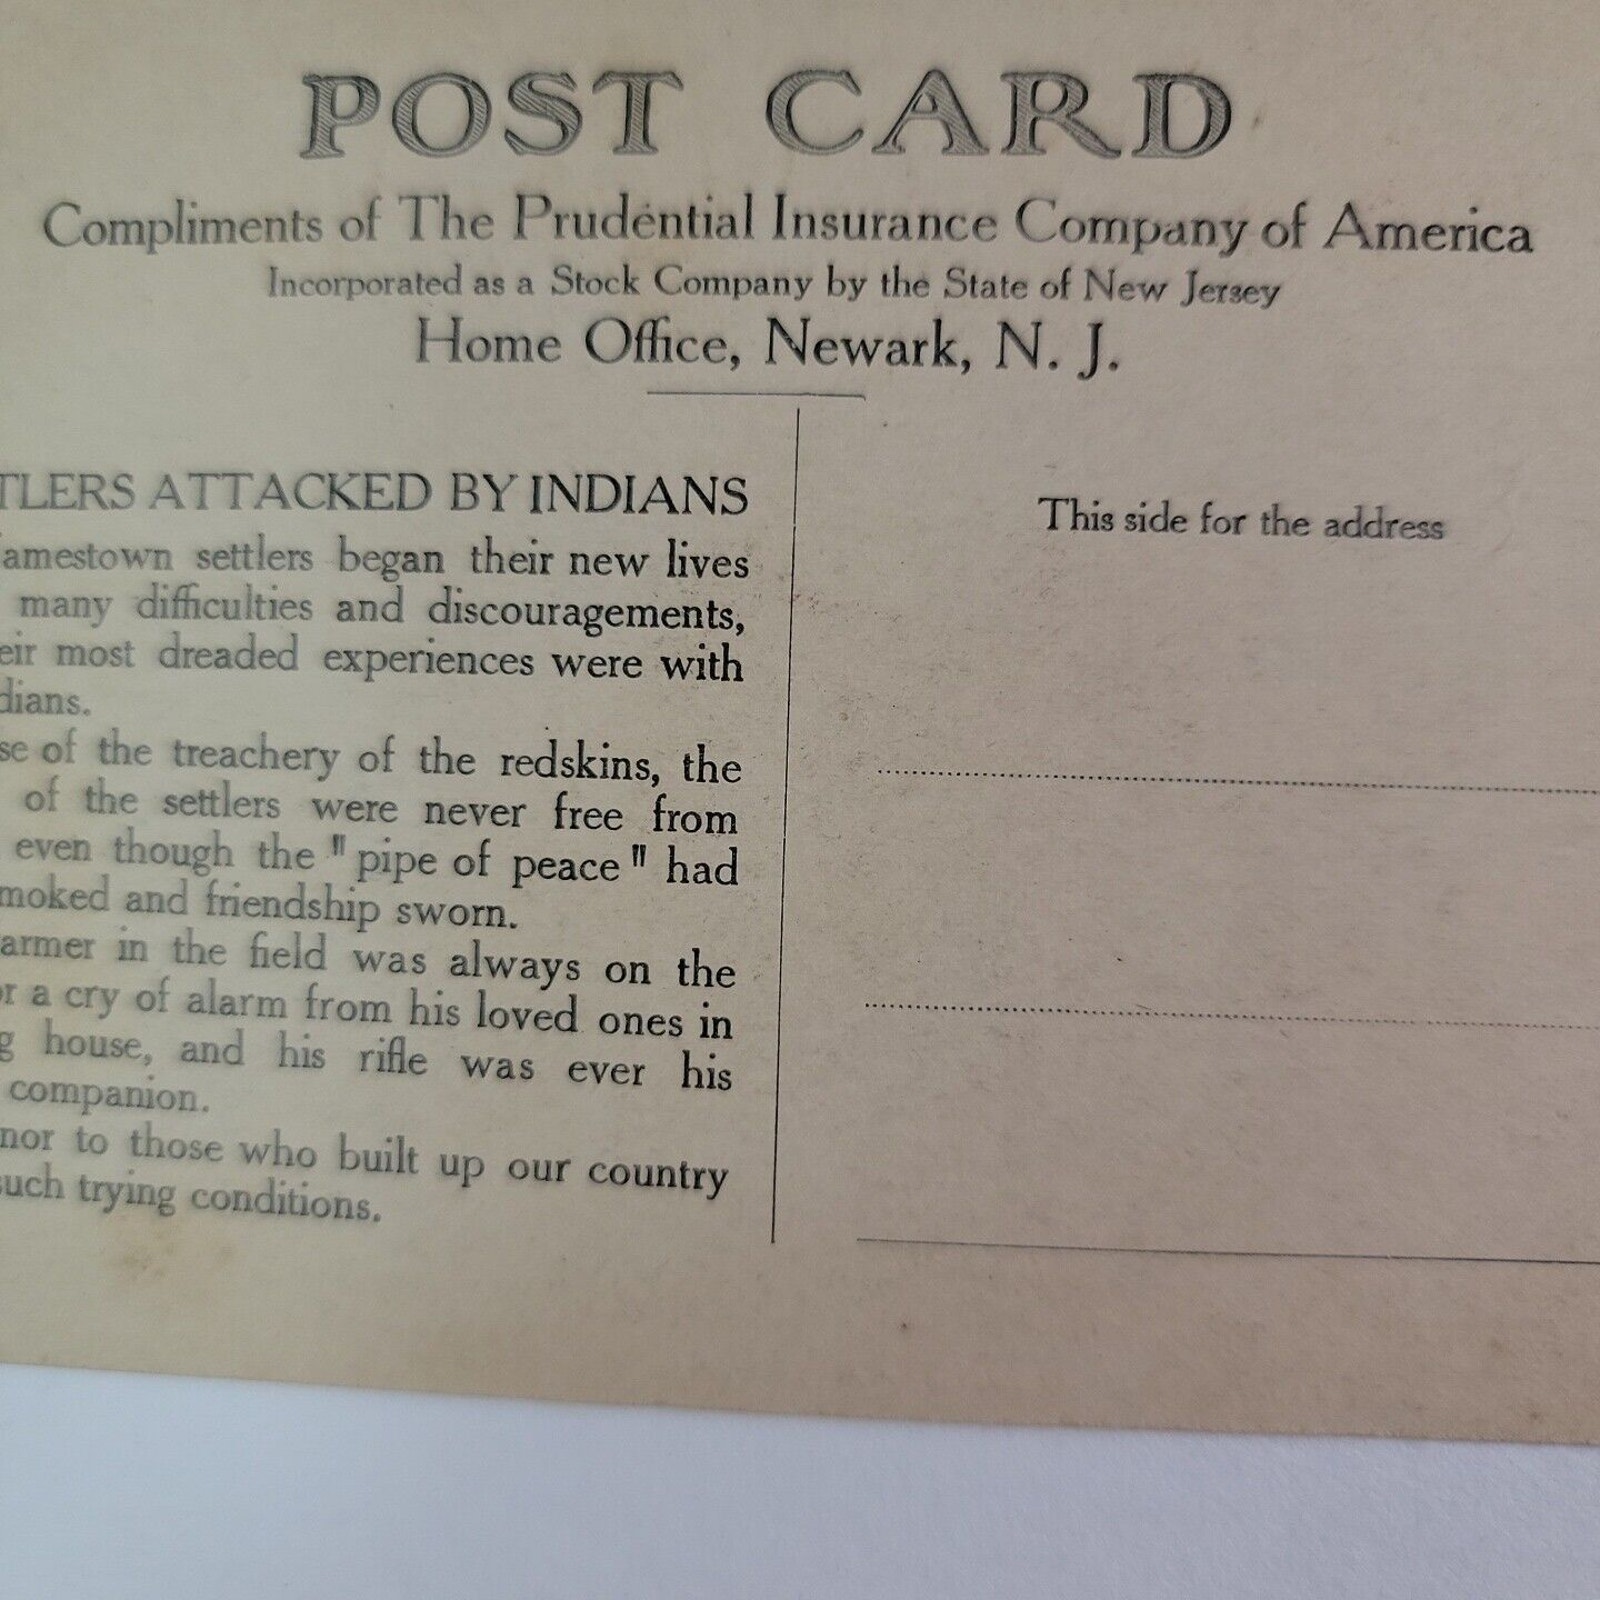 POST CARD
Compliments of The Prudential Insurance Company of America
Incorporated as a Stock Company by the State of New Jersey
Home Office, Newark, N. J.
TLERS ATTACKED BY INDIANS
amestown settlers began their new lives
many difficulties and discouragements,
eir most dreaded experiences were with
dians.
se of the treachery of the redskins, the
of the settlers were never free from
even though the " pipe of peace " had
moked and friendship sworn.
armer in the field was always on the
or a cry of alarm from his loved ones in
g house, and his rifle was ever his
companion.
nor to those who built up our country
such trying conditions.
This side for the address